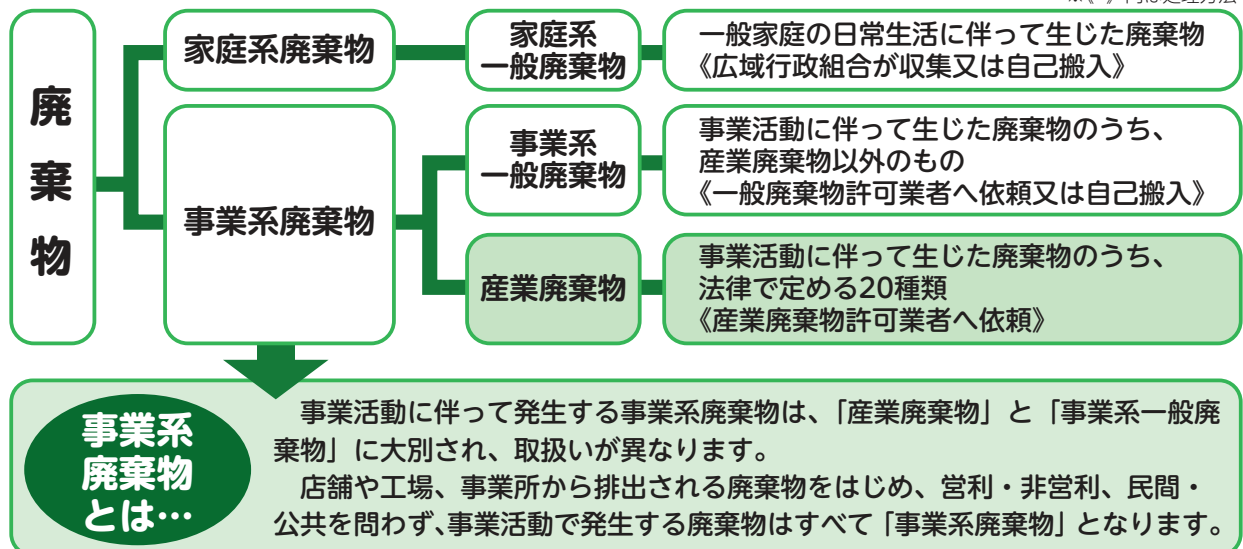 廃棄物
家庭系廃棄物
家庭系
一般廃棄物
一般家庭の日常生活に伴って生じた廃棄物
《広域行政組合が収集又は自己搬入》
事業系廃棄物
事業系
一般廃棄物
事業活動に伴って生じた廃棄物のうち、
産業廃棄物以外のもの
《一般廃棄物許可業者へ依頼又は自己搬入》
産業廃棄物
事業活動に伴って生じた廃棄物のうち、
法律で定める20種類
《産業廃棄物許可業者へ依頼》
事業系
廃棄物
とは…
事業活動に伴って発生する事業系廃棄物は、「産業廃棄物」と「事業系一般廃
棄物」に大別され、取扱いが異なります。
店舗や工場、事業所から排出される廃棄物をはじめ、営利・非営利、民間・
公共を問わず、事業活動で発生する廃棄物はすべて「事業系廃棄物」となります。